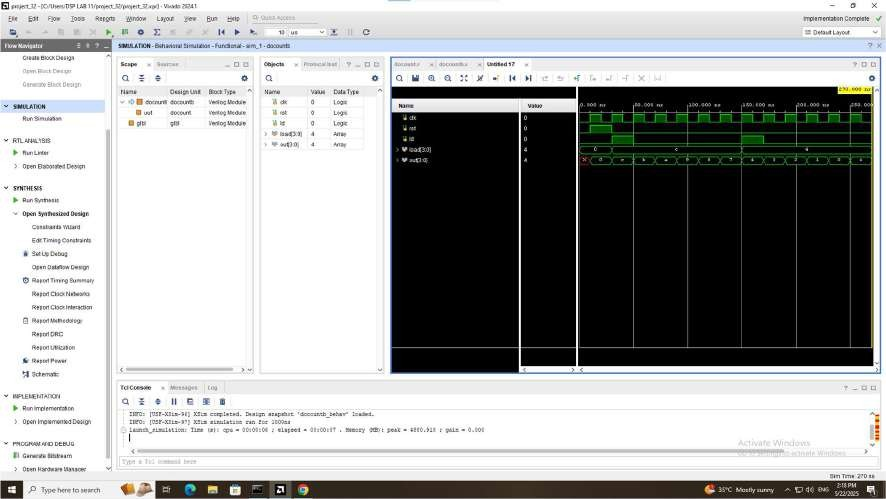 project_32 - [C:/Users/DSP LAB 11/project_32/project_32.xpr] - Vivado 2024.1
File Edit Flow Tools Reports Window Layout View Run Help Quick Access
Implementation Complete
10 us
Default Layout
Flow Navigator
SIMULATION - Behavioral Simulation - Functional - sim_1 - docountb
Create Block Design
Open Block Design
Generate Block Design
SIMULATION
Run Simulation
RTL ANALYSIS
Run Linter
Open Elaborated Design
SYNTHESIS
Run Synthesis
Open Synthesized Design
Constraints Wizard
Edit Timing Constraints
Set Up Debug
Open Dataflow Design
Report Timing Summary
Report Clock Networks
Report Clock Interaction
Report Methodology
Report DRC
Report Utilization
Report Power
Schematic
IMPLEMENTATION
Run Implementation
Open Implemented Design
PROGRAM AND DEBUG
Generate Bitstream
Open Hardware Manager
Scope Sources
Name Design Unit Block Type
docountb docountb Verilog Module
out docount Verilog Module
glbl glbl Verilog Module
Objects Protocol Inst
Name Value Data Type
clk 0 Logic
rst 0 Logic
ld 0 Logic
load[3:0] 4 Array
out[3:0] 4 Array
docount.v docountb.v Untitled 17
270.000 ns
Name Value
0.000 ns 50.000 ns 100.000 ns 150.000 ns 200.000 ns 250.000
clk 0
rst 0
ld 0
load[3:0] 4
out[3:0] 4
Tcl Console Messages Log
INFO: [USF-XSim-96] XSim completed. Design snapshot 'docountb_behav' loaded.
INFO: [USF-XSim-97] XSim simulation ran for 1000ns
launch_simulation: Time (s): cpu = 00:00:06 ; elapsed = 00:00:07 . Memory (MB): peak = 4800.918 ; gain = 0.000
Activate Windows
Go to Settings to activate Windows.
Type a Tcl command here
Sim Time: 270 ns
Type here to search
35°C Mostly sunny
ENG
2:18 PM
5/22/2025